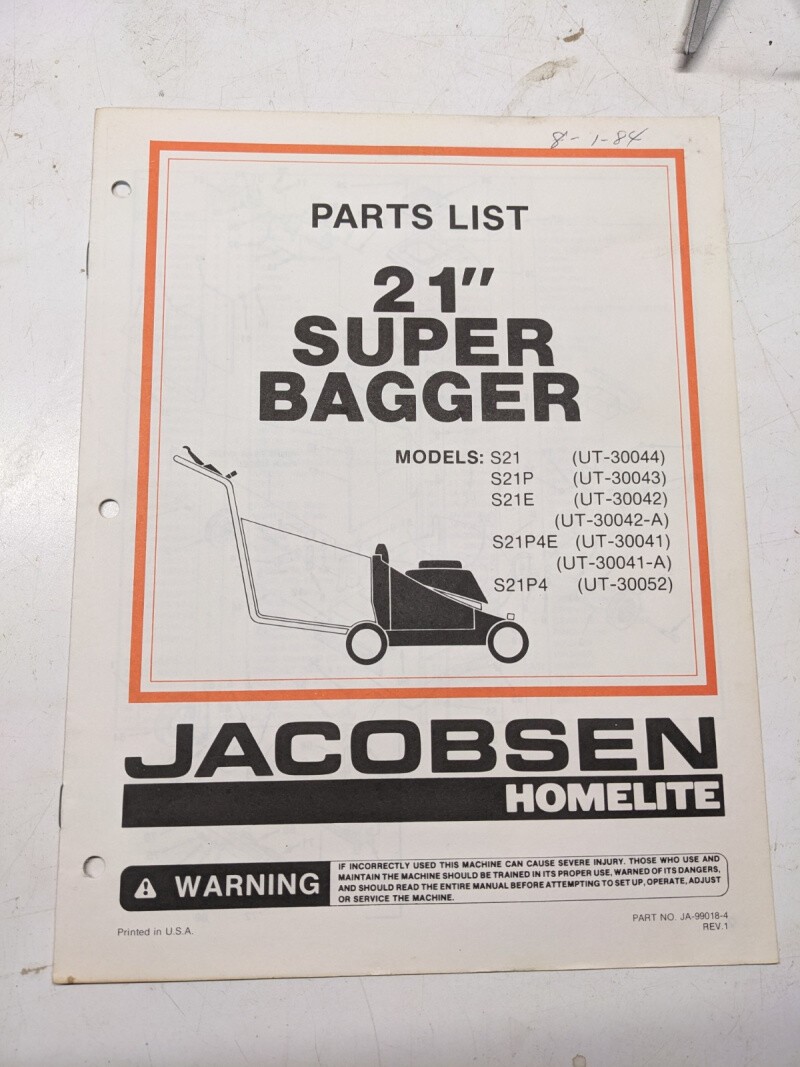 8-1-84
PARTS LIST
21"
SUPER
BAGGER
MODELS: S21 (UT-30044)
S21P (UT-30043)
S21E (UT-30042)
(UT-30042-A)
S21P4E (UT-30041)
(UT-30041-A)
S21P4 (UT-30052)
JACOBSEN
HOMELITE
WARNING
IF INCORRECTLY USED THIS MACHINE CAN CAUSE SEVERE INJURY. THOSE WHO USE AND
MAINTAIN THE MACHINE SHOULD BE TRAINED IN ITS PROPER USE, WARNED OF ITS DANGERS,
AND SHOULD READ THE ENTIRE MANUAL BEFORE ATTEMPTING TO SET UP, OPERATE, ADJUST
OR SERVICE THE MACHINE.
Printed in U.S.A.
PART NO. JA-99018-4
REV.1